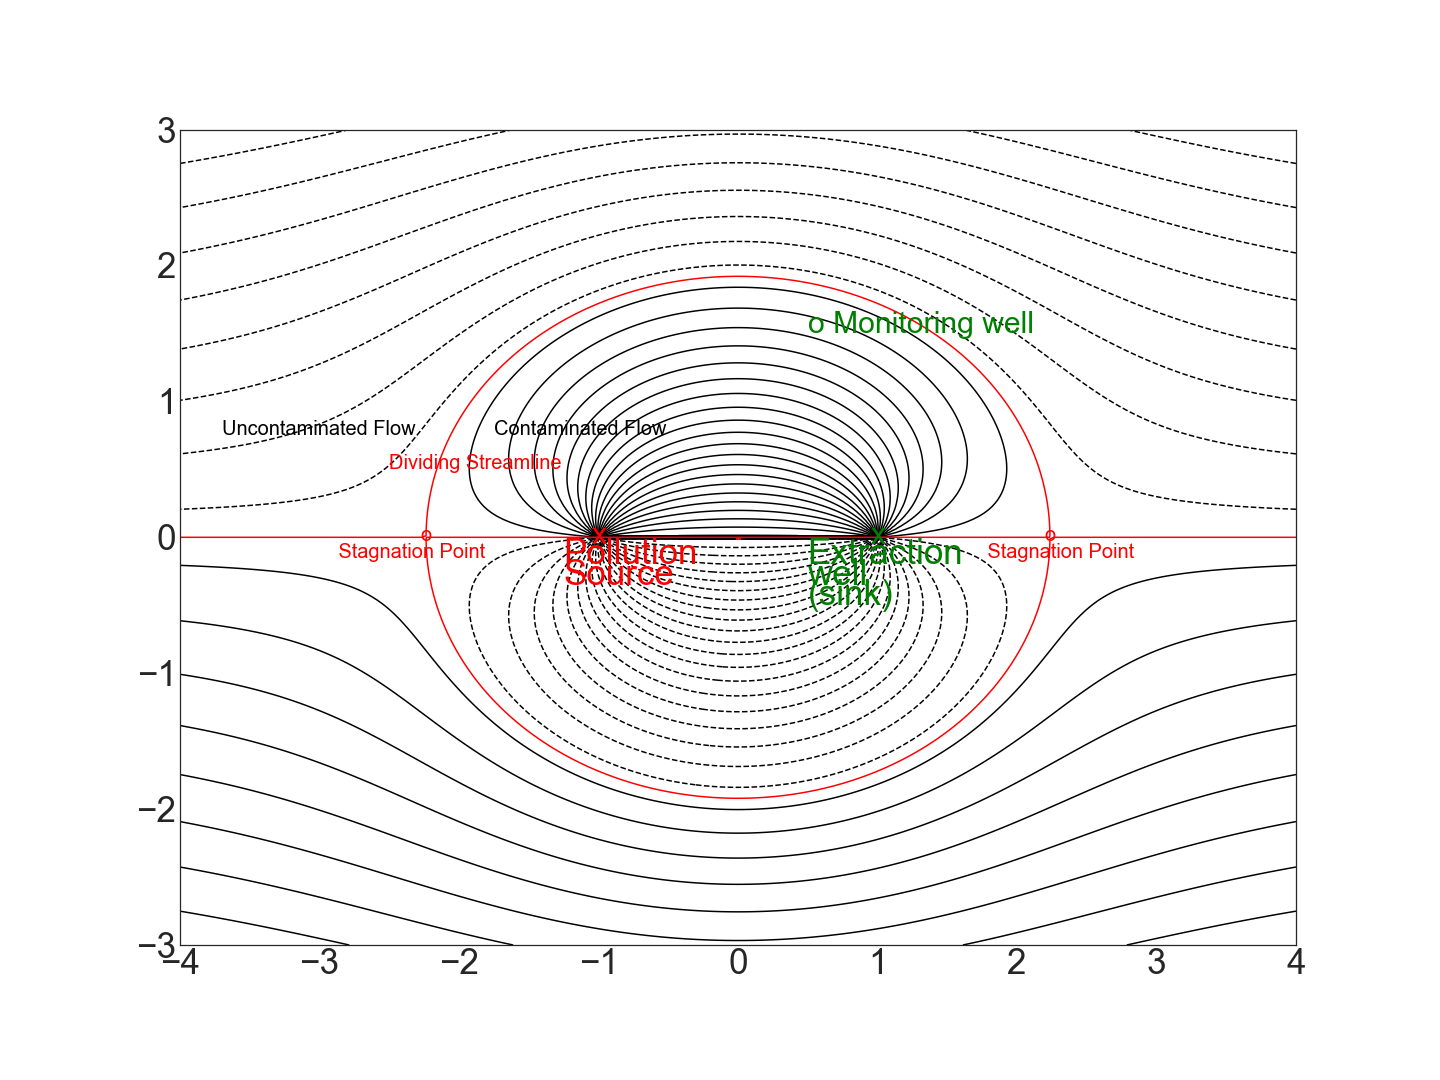 3
2
o Monitoring well
1
Uncontaminated Flow
Contaminated Flow
Dividing Streamline
0
o
x
x
o
Stagnation Point
Pollution
Source
Extraction
well
(sink)
Stagnation Point
−1
−2
−3
−4 −3 −2 −1 0 1 2 3 4